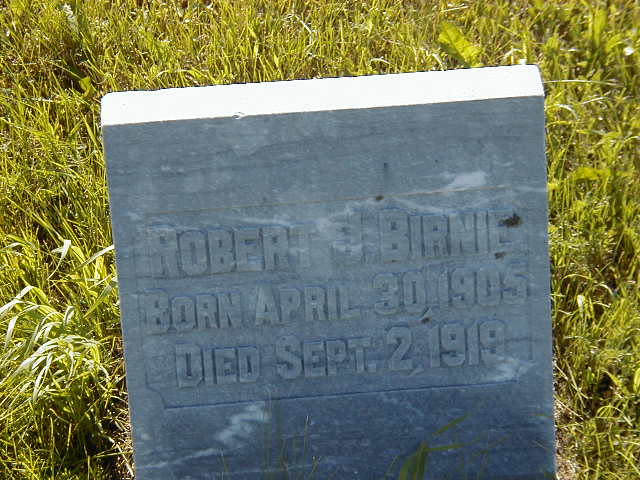 ROBERT J. BIRNIE
BORN APRIL 30, 1905
DIED SEPT. 2, 1919